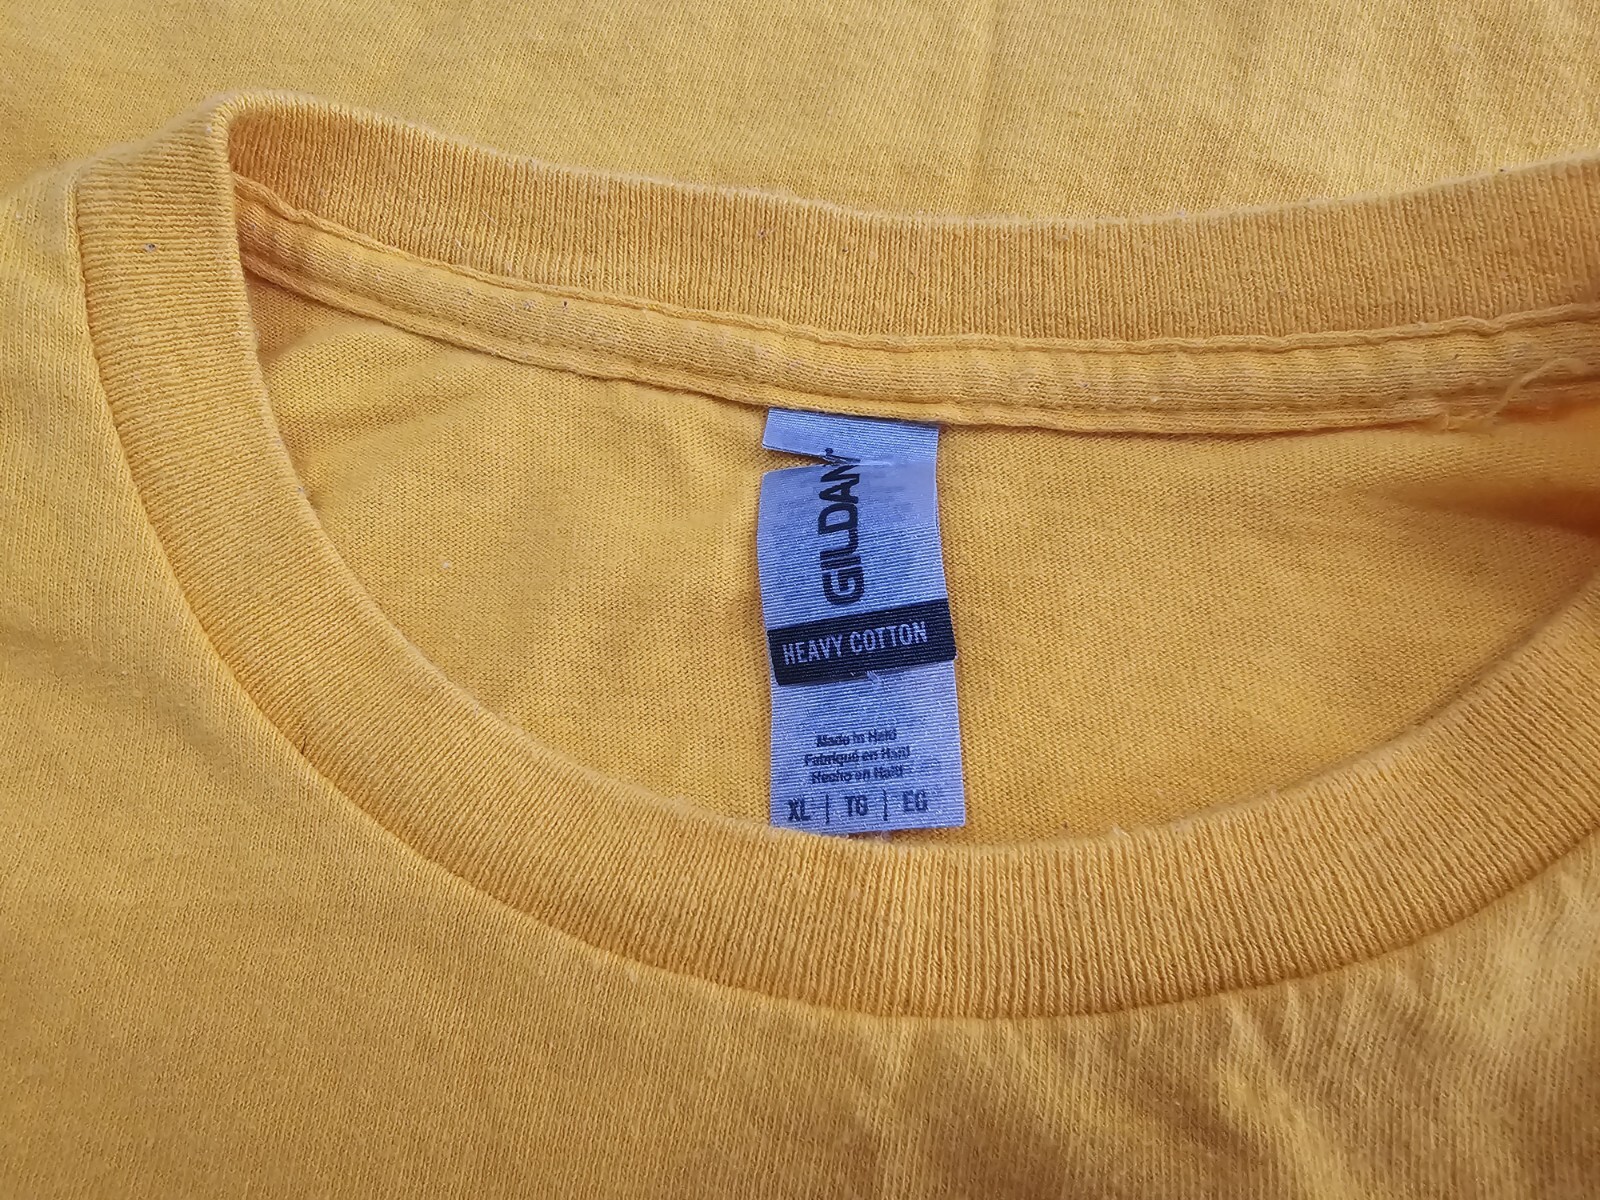 GILDAN
HEAVY COTTON
Made in Haiti
Fabriqué en Haïti
Hecho en Haití
XL | TG | EG